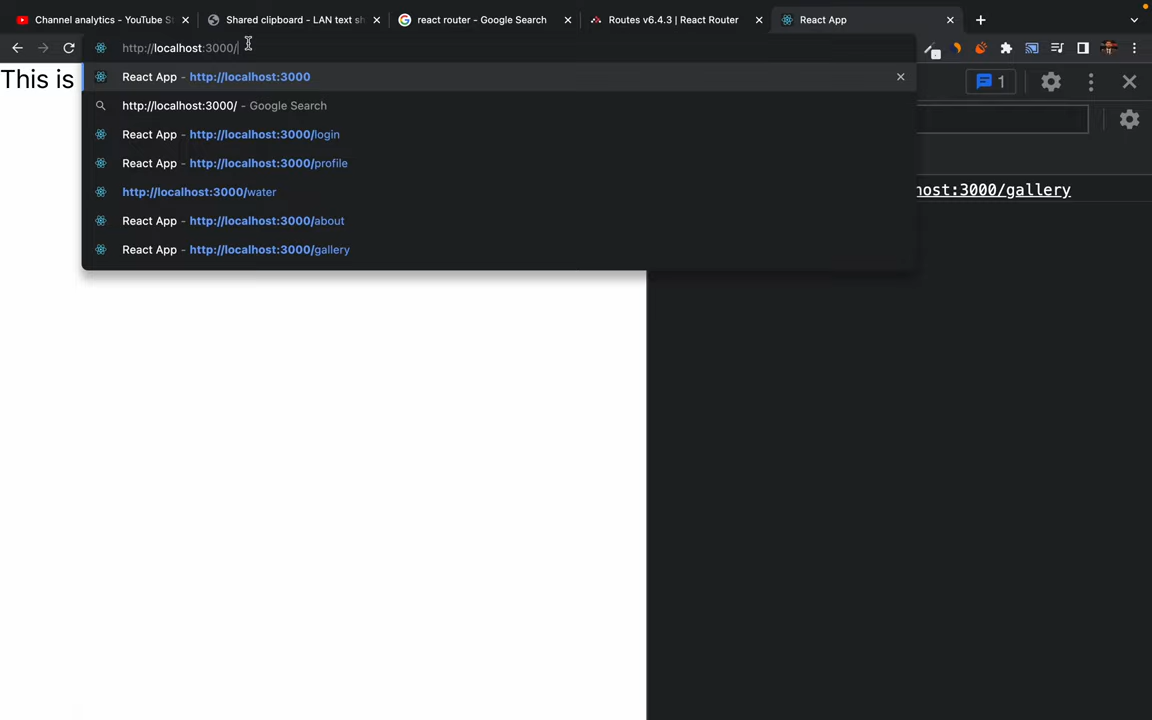 Channel analytics - YouTube St
Shared clipboard - LAN text sh
react router - Google Search
Routes v6.4.3 | React Router
React App
http://localhost:3000/
This is
React App - http://localhost:3000
http://localhost:3000/ - Google Search
React App - http://localhost:3000/login
React App - http://localhost:3000/profile
http://localhost:3000/water
React App - http://localhost:3000/about
React App - http://localhost:3000/gallery
1
host:3000/gallery